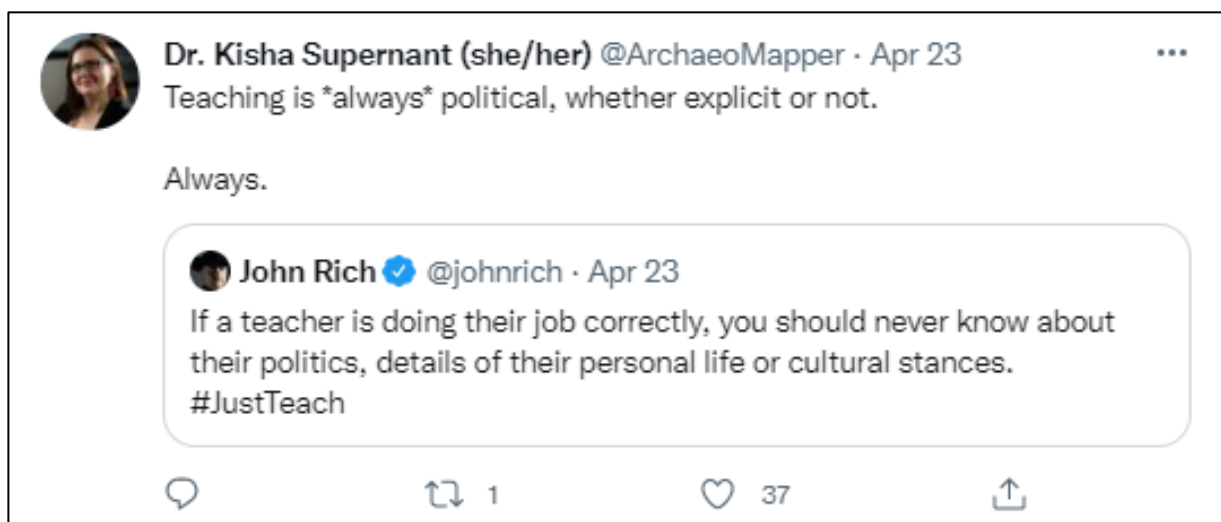 Dr. Kisha Supernant (she/her) @ArchaeoMapper · Apr 23
Teaching is *always* political, whether explicit or not.
Always.
John Rich @johnrich · Apr 23
If a teacher is doing their job correctly, you should never know about
their politics, details of their personal life or cultural stances.
#JustTeach
1 37